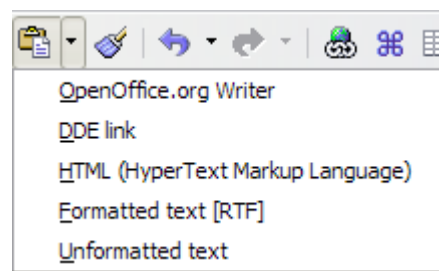 OpenOffice.org Writer
DDE link
HTML (HyperText Markup Language)
Formatted text [RTF]
Unformatted text